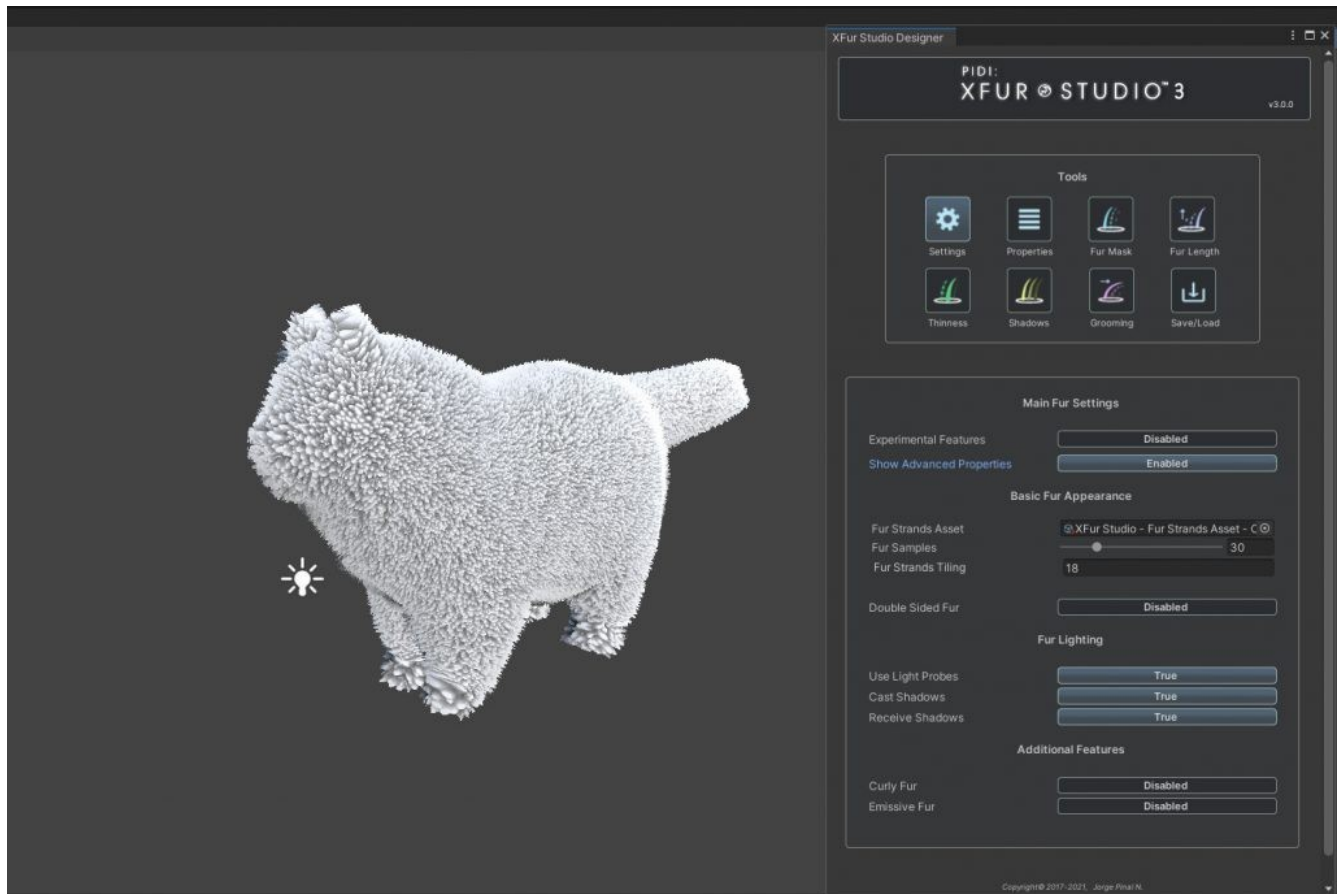 XFur Studio Designer
PIDI:
XFUR STUDIO™3
v3.0.0
Tools
Settings Properties Fur Mask Fur Length
Thinness Shadows Grooming Save/Load
Main Fur Settings
Experimental Features Disabled
Show Advanced Properties Enabled
Basic Fur Appearance
Fur Strands Asset XFur Studio - Fur Strands Asset - C
Fur Samples 30
Fur Strands Tiling 18
Double Sided Fur Disabled
Fur Lighting
Use Light Probes True
Cast Shadows True
Receive Shadows True
Additional Features
Curly Fur Disabled
Emissive Fur Disabled
Copyright© 2017-2021, Jorge Pinal N.